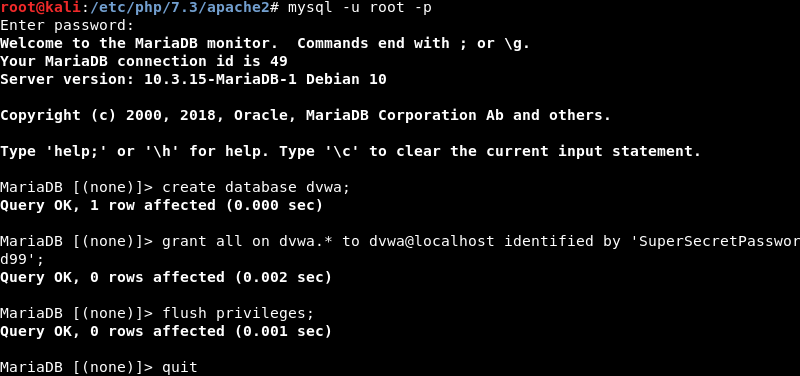 root@kali:/etc/php/7.3/apache2# mysql -u root -p
Enter password:
Welcome to the MariaDB monitor.  Commands end with ; or \g.
Your MariaDB connection id is 49
Server version: 10.3.15-MariaDB-1 Debian 10

Copyright (c) 2000, 2018, Oracle, MariaDB Corporation Ab and others.

Type 'help;' or '\h' for help. Type '\c' to clear the current input statement.

MariaDB [(none)]> create database dvwa;
Query OK, 1 row affected (0.000 sec)

MariaDB [(none)]> grant all on dvwa.* to dvwa@localhost identified by 'SuperSecretPasswor
d99';
Query OK, 0 rows affected (0.002 sec)

MariaDB [(none)]> flush privileges;
Query OK, 0 rows affected (0.001 sec)

MariaDB [(none)]> quit